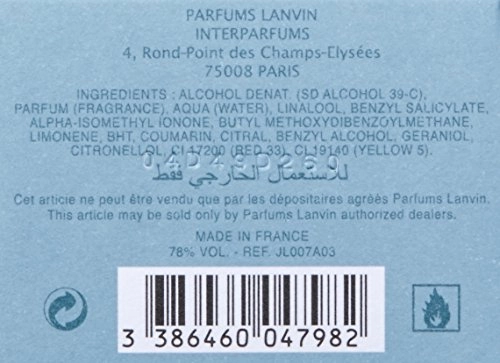 PARFUMS LANVIN
INTERPARFUMS
4, Rond-Point des Champs-Elysées
75008 PARIS
INGREDIENTS : ALCOHOL DENAT. (SD ALCOHOL 39-C),
PARFUM (FRAGRANCE), AQUA (WATER), LINALOOL, BENZYL SALICYLATE,
ALPHA-ISOMETHYL IONONE, BUTYL METHOXYDIBENZOYLMETHANE,
LIMONENE, BHT, COUMARIN, CITRAL, BENZYL ALCOHOL, GERANIOL,
CITRONELLOL, CI 17200 (RED 33), CI 19140 (YELLOW 5).
للاستعمال الخارجي فقط
Cet article ne peut être vendu que par les dépositaires agréés Parfums Lanvin.
This article may be sold only by Parfums Lanvin authorized dealers.
MADE IN FRANCE
78% VOL. - REF. JL007A03
3 386460 047982